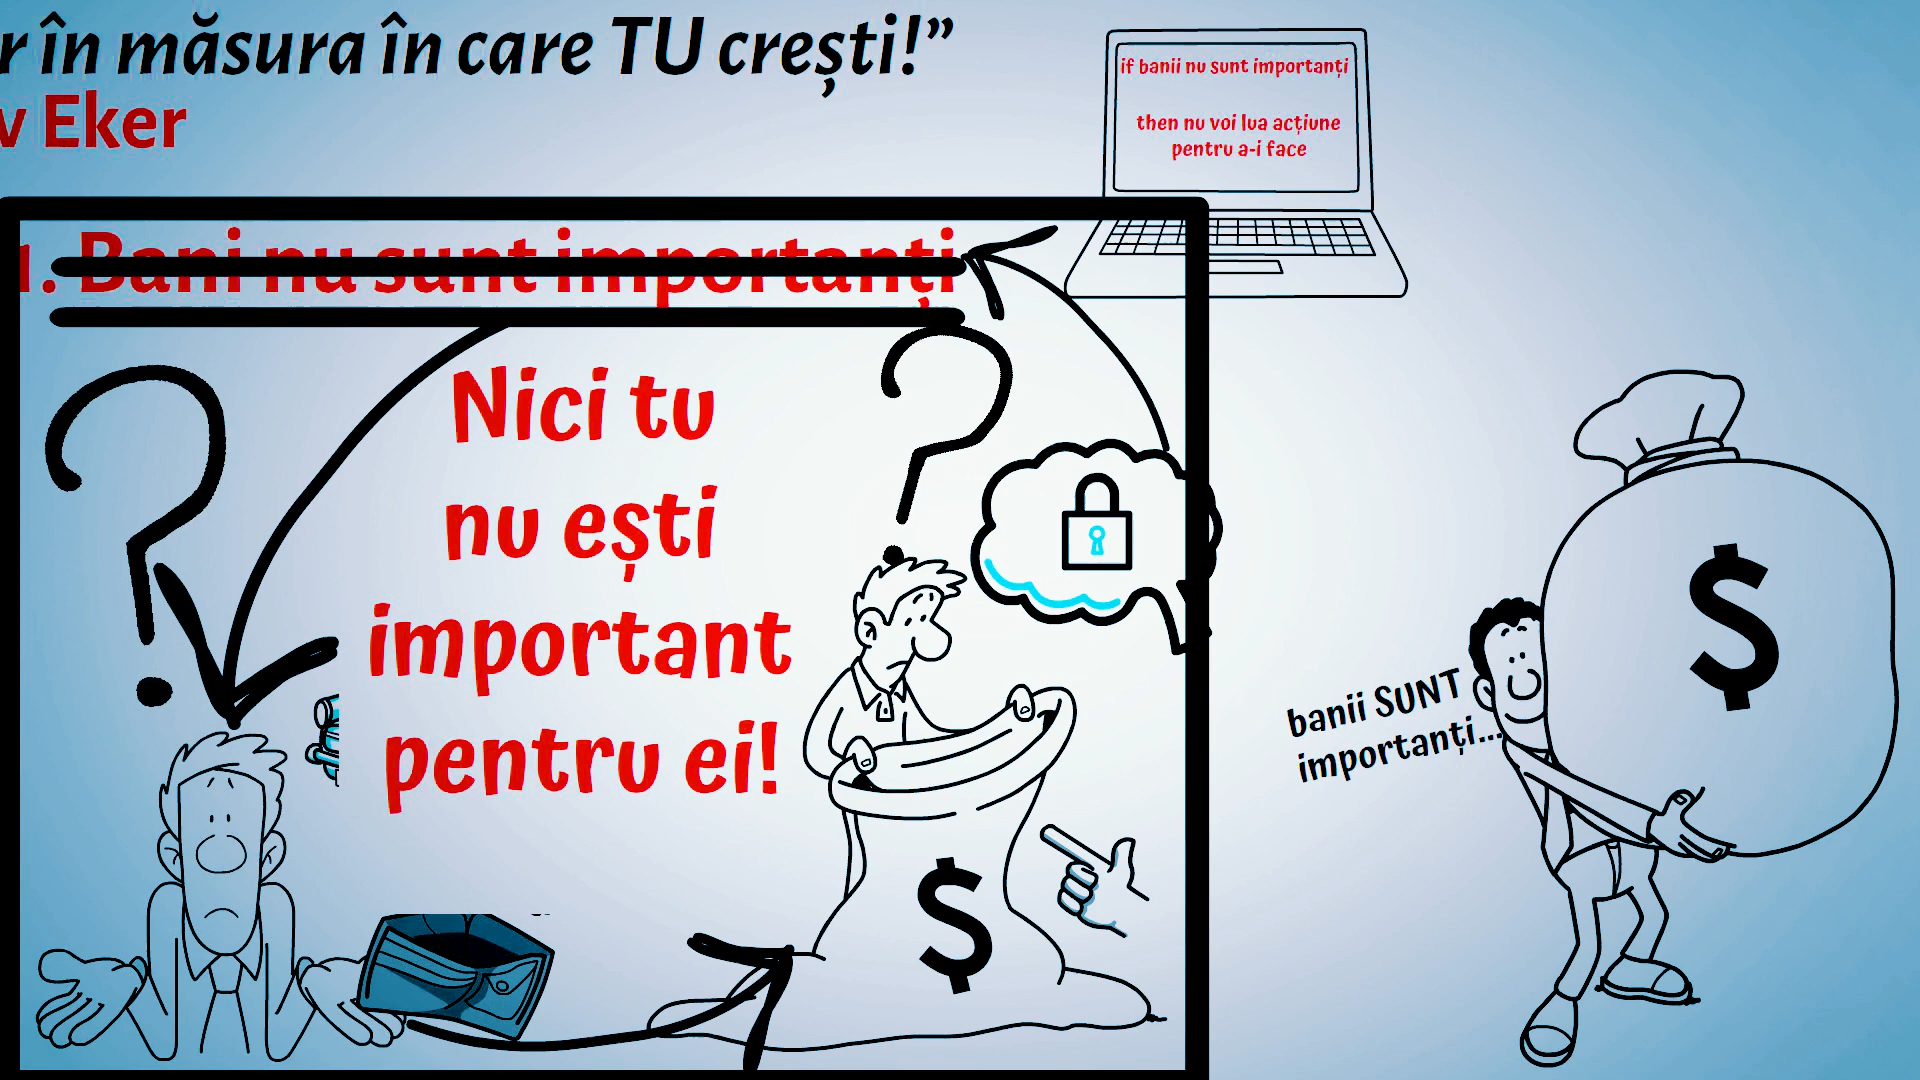 r în măsura în care TU crești!”
v Eker
if banii nu sunt importanți
then nu voi lua acțiune
pentru a-i face
1. Bani nu sunt importanți
Nici tu
nu ești
important
pentru ei!
banii SUNT
importanți...
$
$